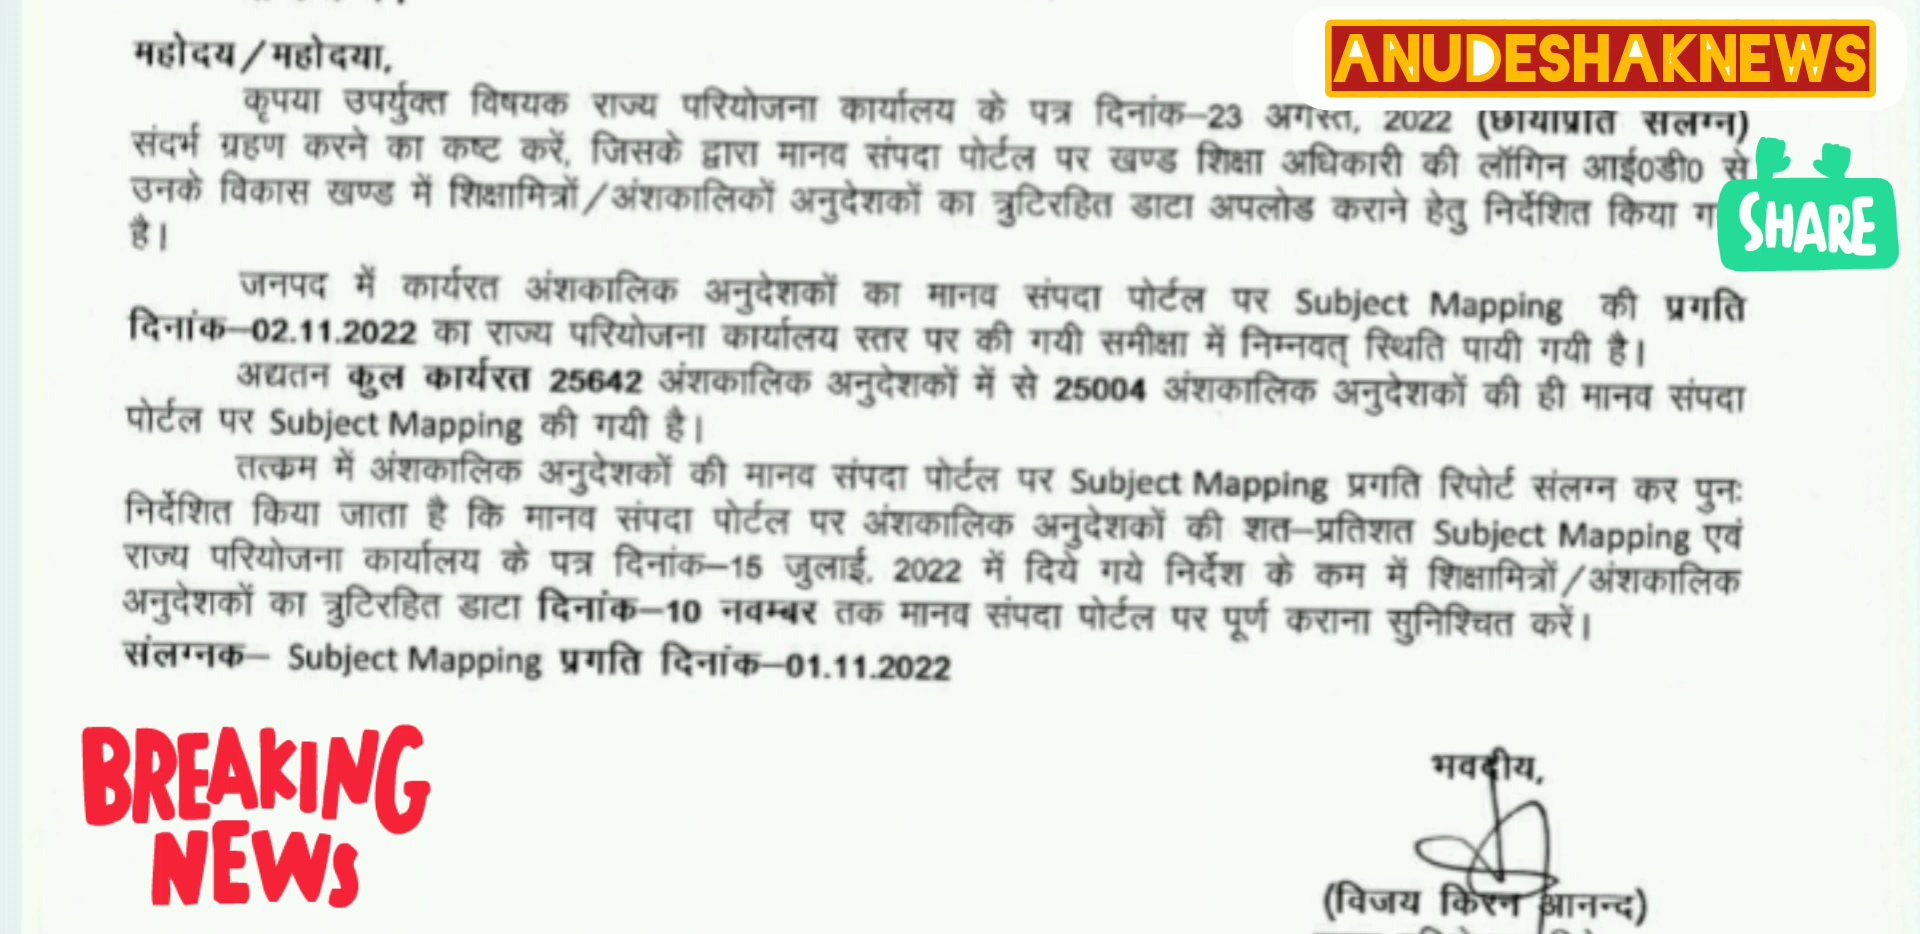 ANUDESHAKNEWS
महोदय/महोदया,
कृपया उपर्युक्त विषयक राज्य परियोजना कार्यालय के पत्र दिनांक–23 अगस्त, 2022 (छायाप्रति संलग्न)
संदर्भ ग्रहण करने का कष्ट करें, जिसके द्वारा मानव संपदा पोर्टल पर खण्ड शिक्षा अधिकारी की लॉगिन आई0डी0 से
उनके विकास खण्ड में शिक्षामित्रों/अंशकालिकों अनुदेशकों का त्रुटिरहित डाटा अपलोड कराने हेतु निर्देशित किया
है।
SHARE
जनपद में कार्यरत अंशकालिक अनुदेशकों का मानव संपदा पोर्टल पर Subject Mapping की प्रगति
दिनांक–02.11.2022 का राज्य परियोजना कार्यालय स्तर पर की गयी समीक्षा में निम्नवत् स्थिति पायी गयी है।
अद्यतन कुल कार्यरत 25642 अंशकालिक अनुदेशकों में से 25004 अंशकालिक अनुदेशकों की ही मानव संपदा
पोर्टल पर Subject Mapping की गयी है।
तत्कम में अंशकालिक अनुदेशकों की मानव संपदा पोर्टल पर Subject Mapping प्रगति रिपोर्ट संलग्न कर पुनः
निर्देशित किया जाता है कि मानव संपदा पोर्टल पर अंशकालिक अनुदेशकों की शत–प्रतिशत Subject Mapping एवं
राज्य परियोजना कार्यालय के पत्र दिनांक–15 जुलाई, 2022 में दिये गये निर्देश के कम में शिक्षामित्रों/अंशकालिक
अनुदेशकों का त्रुटिरहित डाटा दिनांक–10 नवम्बर तक मानव संपदा पोर्टल पर पूर्ण कराना सुनिश्चित करें।
संलग्नक– Subject Mapping प्रगति दिनांक–01.11.2022
BREAKING
NEWS
भवदीय,
(विजय किरन आनन्द)